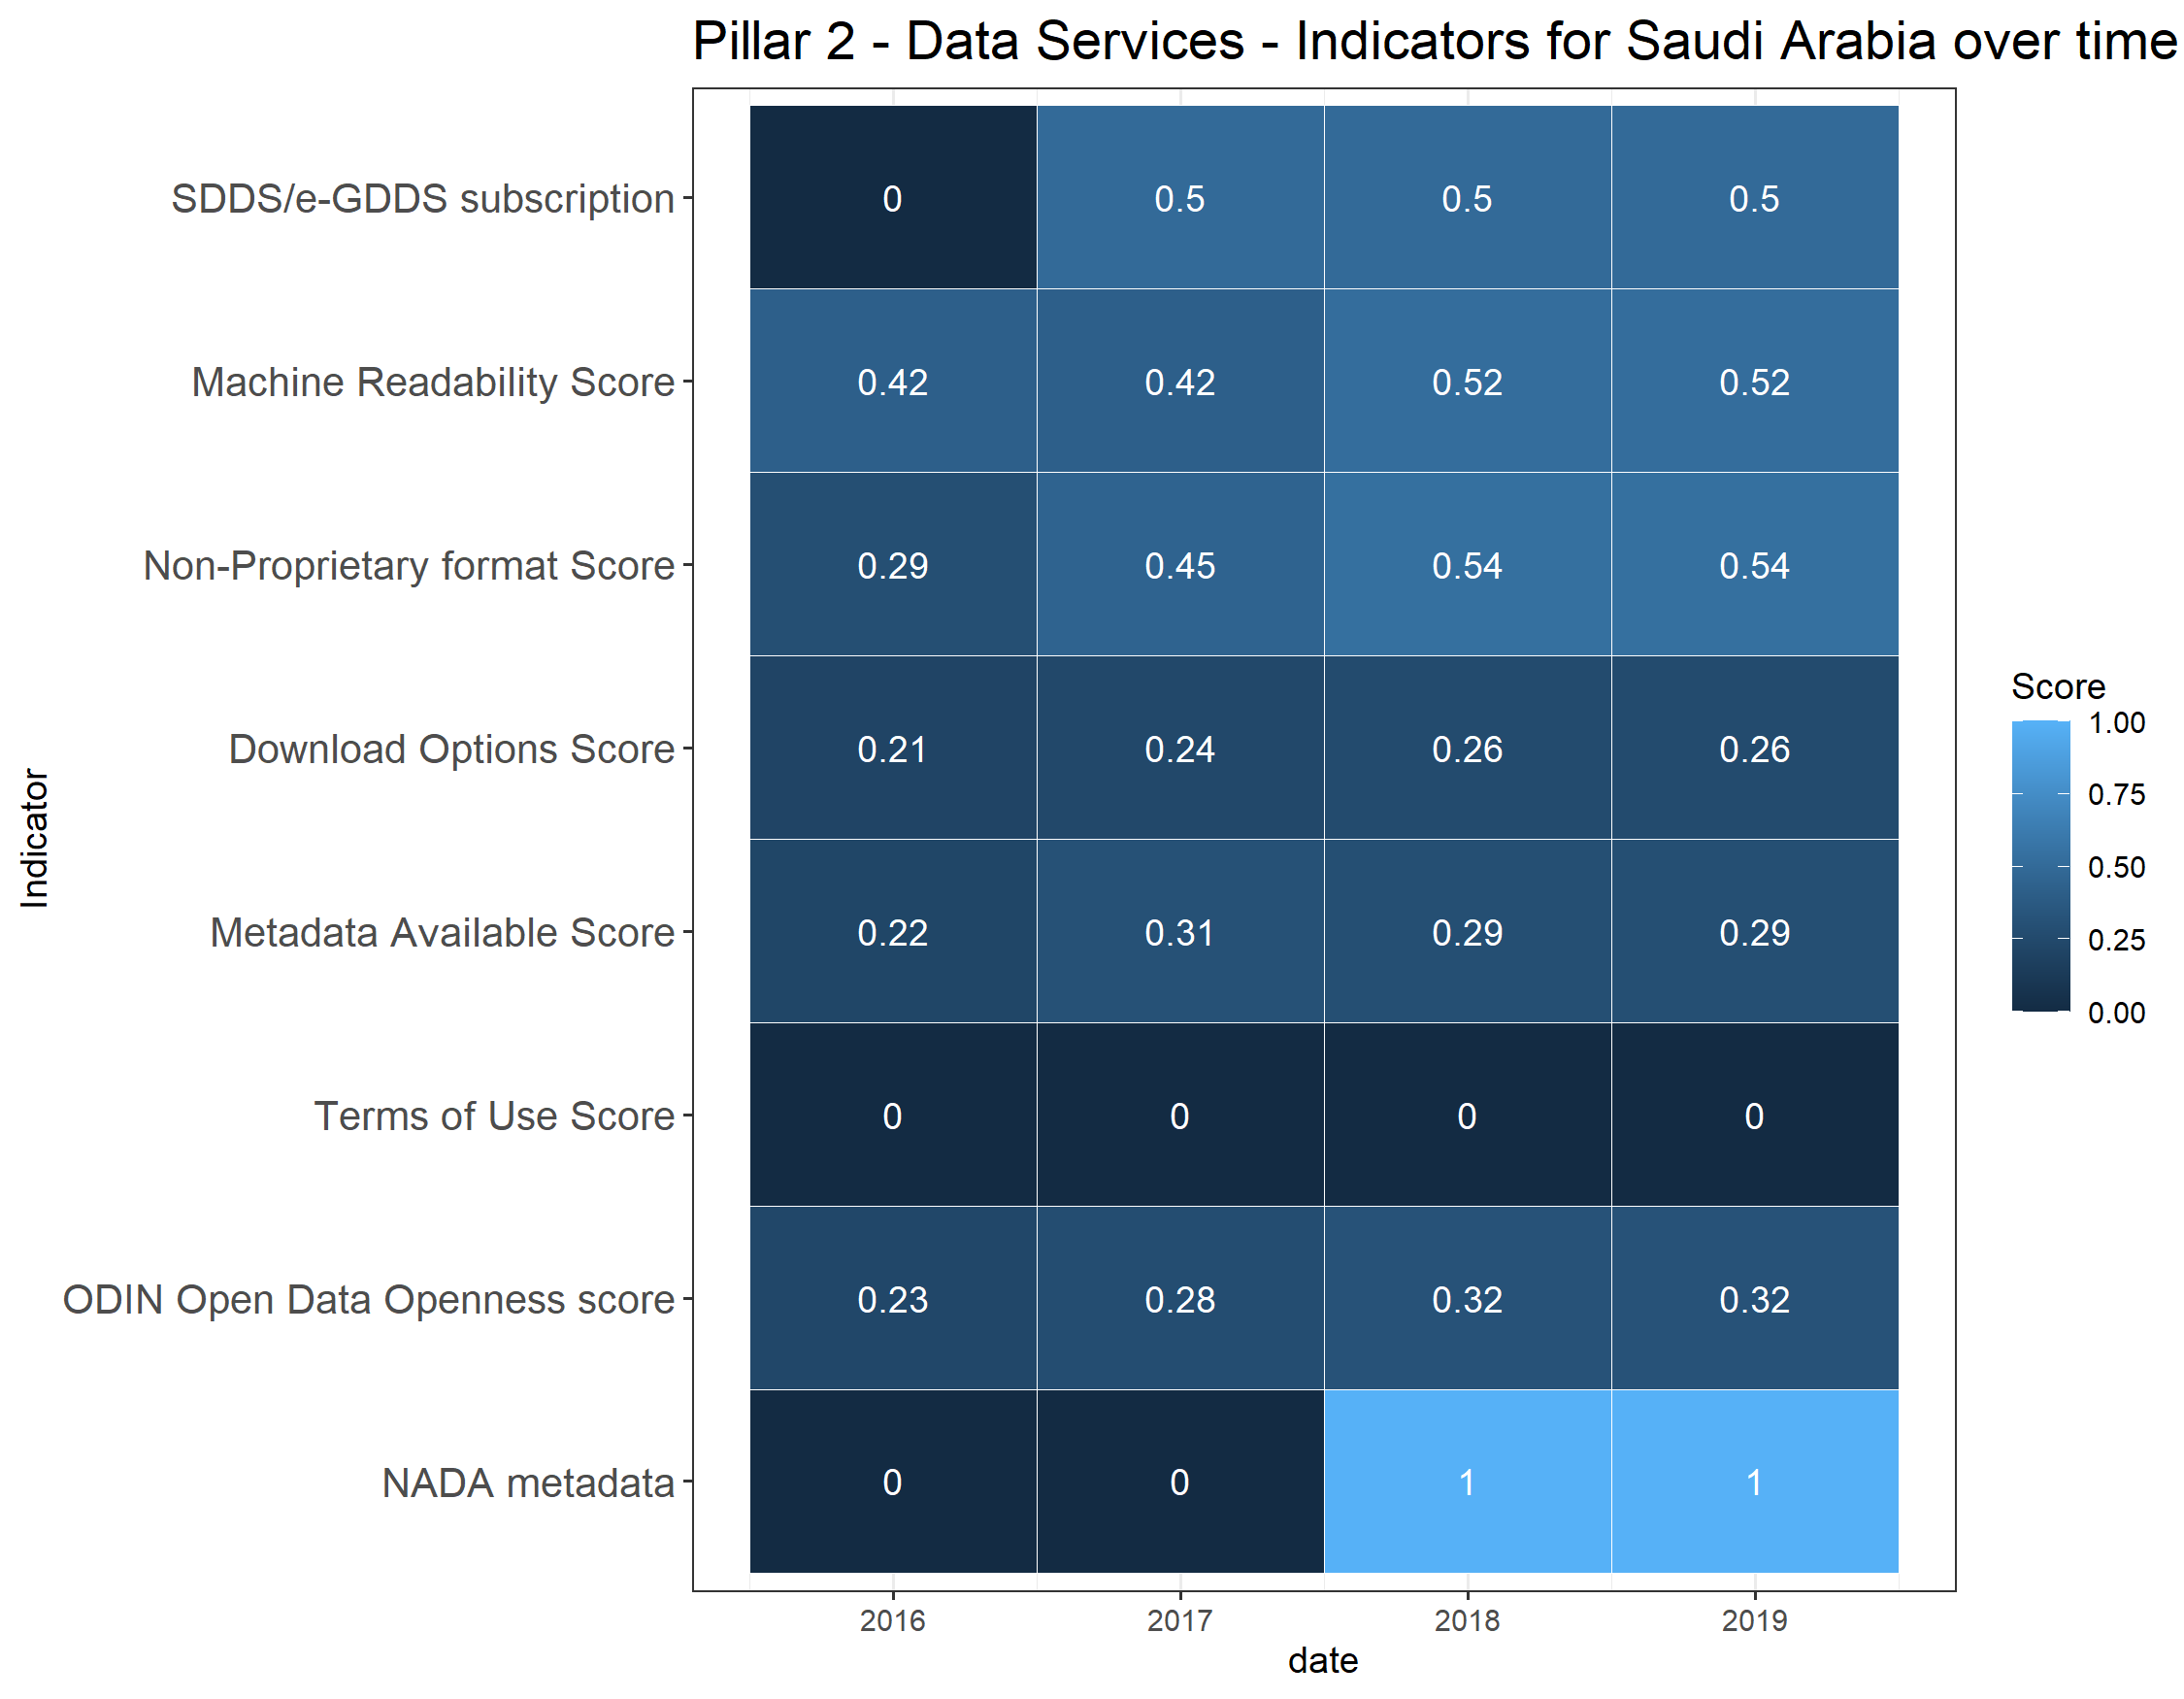 Pillar 2 - Data Services - Indicators for Saudi Arabia over time
SDDS/e-GDDS subscription 0 0.5 0.5 0.5
Machine Readability Score 0.42 0.42 0.52 0.52
Non-Proprietary format Score 0.29 0.45 0.54 0.54
Download Options Score 0.21 0.24 0.26 0.26
Metadata Available Score 0.22 0.31 0.29 0.29
Terms of Use Score 0 0 0 0
ODIN Open Data Openness score 0.23 0.28 0.32 0.32
NADA metadata 0 0 1 1
2016 2017 2018 2019
date
Indicator
Score
1.00
0.75
0.50
0.25
0.00